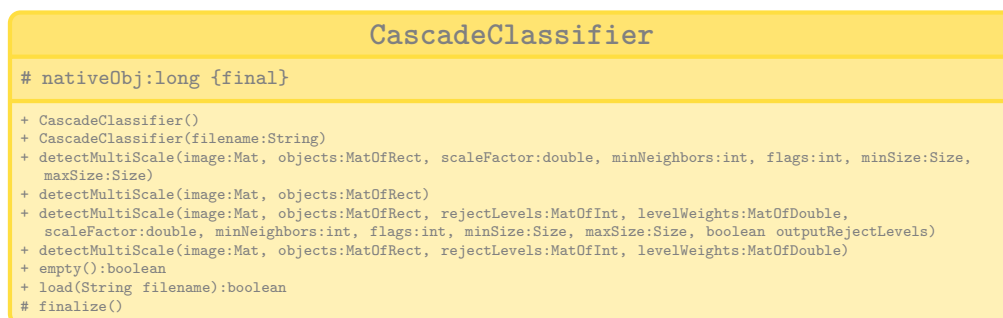 CascadeClassifier
# nativeObj:long {final}
+ CascadeClassifier()
+ CascadeClassifier(filename:String)
+ detectMultiScale(image:Mat, objects:MatOfRect, scaleFactor:double, minNeighbors:int, flags:int, minSize:Size,
maxSize:Size)
+ detectMultiScale(image:Mat, objects:MatOfRect)
+ detectMultiScale(image:Mat, objects:MatOfRect, rejectLevels:MatOfInt, levelWeights:MatOfDouble,
scaleFactor:double, minNeighbors:int, flags:int, minSize:Size, maxSize:Size, boolean outputRejectLevels)
+ detectMultiScale(image:Mat, objects:MatOfRect, rejectLevels:MatOfInt, levelWeights:MatOfDouble)
+ empty():boolean
+ load(String filename):boolean
# finalize()